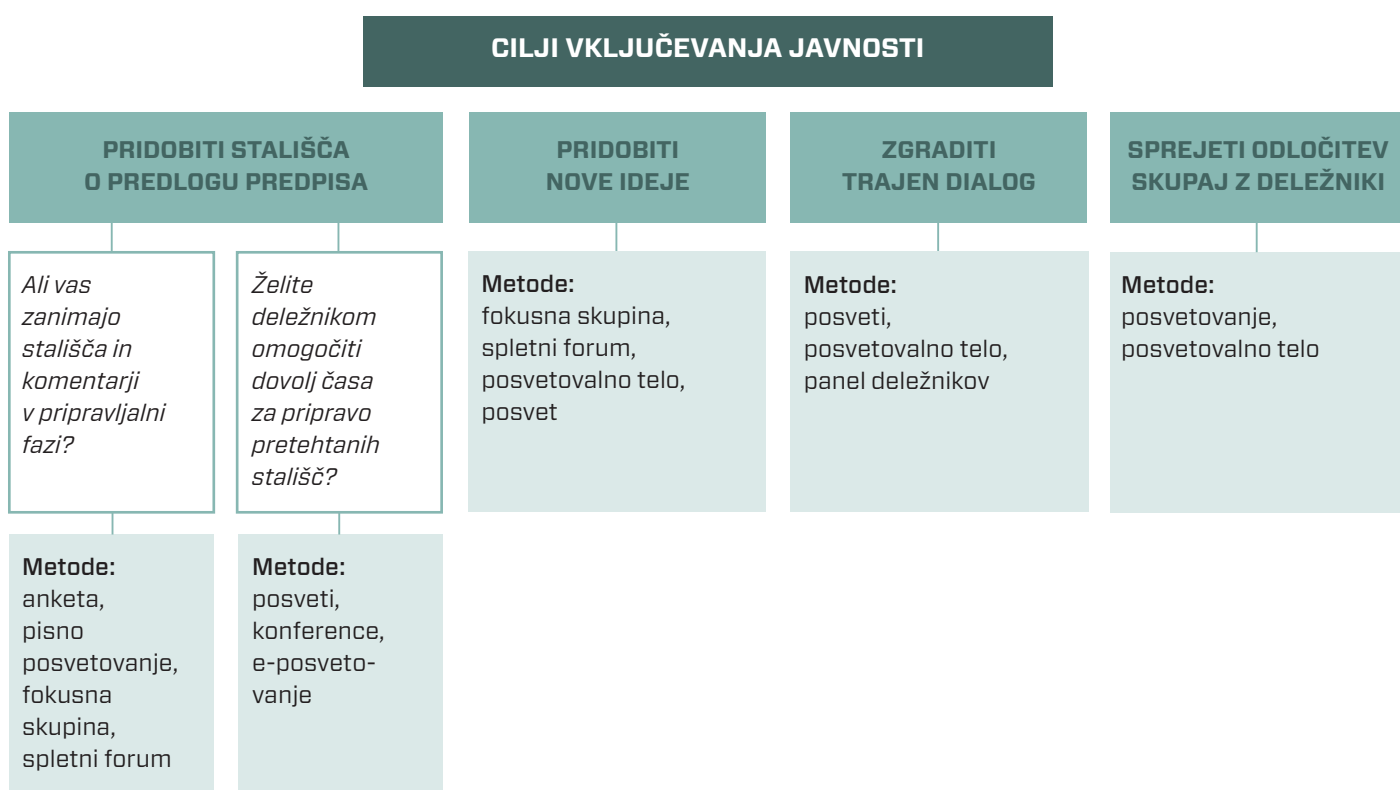 CILJI VKLJUČEVANJA JAVNOSTI
PRIDOBITI STALIŠČA
O PREDLOGU PREDPISA
Ali vas
zanimajo
stališča in
komentarji
v pripravljalni
fazi?
Metode:
anketa,
pisno
posvetovanje,
fokusna
skupina,
spletni forum
Želite
deležnikom
omogočiti
dovolj časa
za pripravo
pretehtanih
stališč?
Metode:
posveti,
konference,
e-posveto-
vanje
PRIDOBITI
NOVE IDEJE
Metode:
fokusna skupina,
spletni forum,
posvetovalno telo,
posvet
ZGRADITI
TRAJEN DIALOG
Metode:
posveti,
posvetovalno telo,
panel deležnikov
SPREJETI ODLOČITEV
SKUPAJ Z DELEŽNIKI
Metode:
posvetovanje,
posvetovalno telo